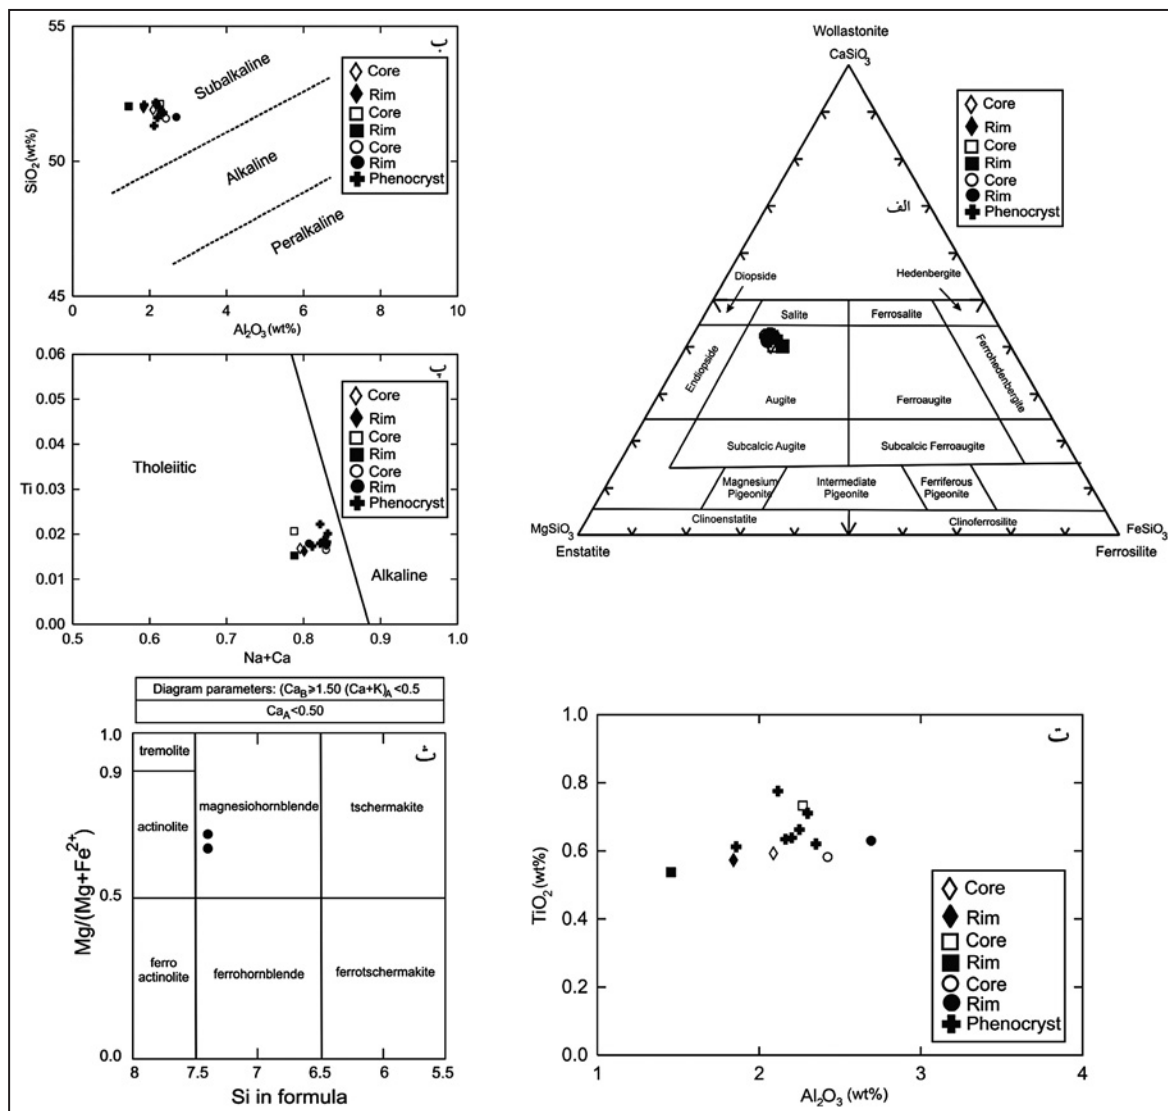 ب
55
50
45
SiO₂(wt%)
0
2
4
6
8
10
Al₂O₃(wt%)
Subalkaline
Alkaline
Peralkaline
Core
Rim
Core
Rim
Core
Rim
Phenocryst
الف
Wollastonite
CaSiO₃
Core
Rim
Core
Rim
Core
Rim
Phenocryst
Diopside
Hedenbergite
Salite
Ferrosalite
Endiopside
Ferrohedenbergite
Augite
Ferroaugite
Subcalcic Augite
Subcalcic Ferroaugite
Magnesium
Pigeonite
Intermediate
Pigeonite
Ferriferous
Pigeonite
Clinoenstatite
Clinoferrosilite
MgSiO₃
Enstatite
FeSiO₃
Ferrosilite
پ
0.06
0.05
0.04
0.03
0.02
0.01
0.00
Ti
0.5
0.6
0.7
0.8
0.9
1.0
Na+Ca
Tholeiitic
Alkaline
Core
Rim
Core
Rim
Core
Rim
Phenocryst
Diagram parameters: (Ca_B⩾1.50 (Ca+K)_A<0.5
Ca_A<0.50
ث
1.0
0.9
0.5
0.0
Mg/(Mg+Fe²⁺)
tremolite
actinolite
magnesiohornblende
tschermakite
ferro
actinolite
ferrohornblende
ferrotschermakite
8
7.5
7
6.5
6
5.5
Si in formula
ت
1.0
0.8
0.6
0.4
0.2
0.0
TiO₂(wt%)
1
2
3
4
Al₂O₃(wt%)
Core
Rim
Core
Rim
Core
Rim
Phenocryst